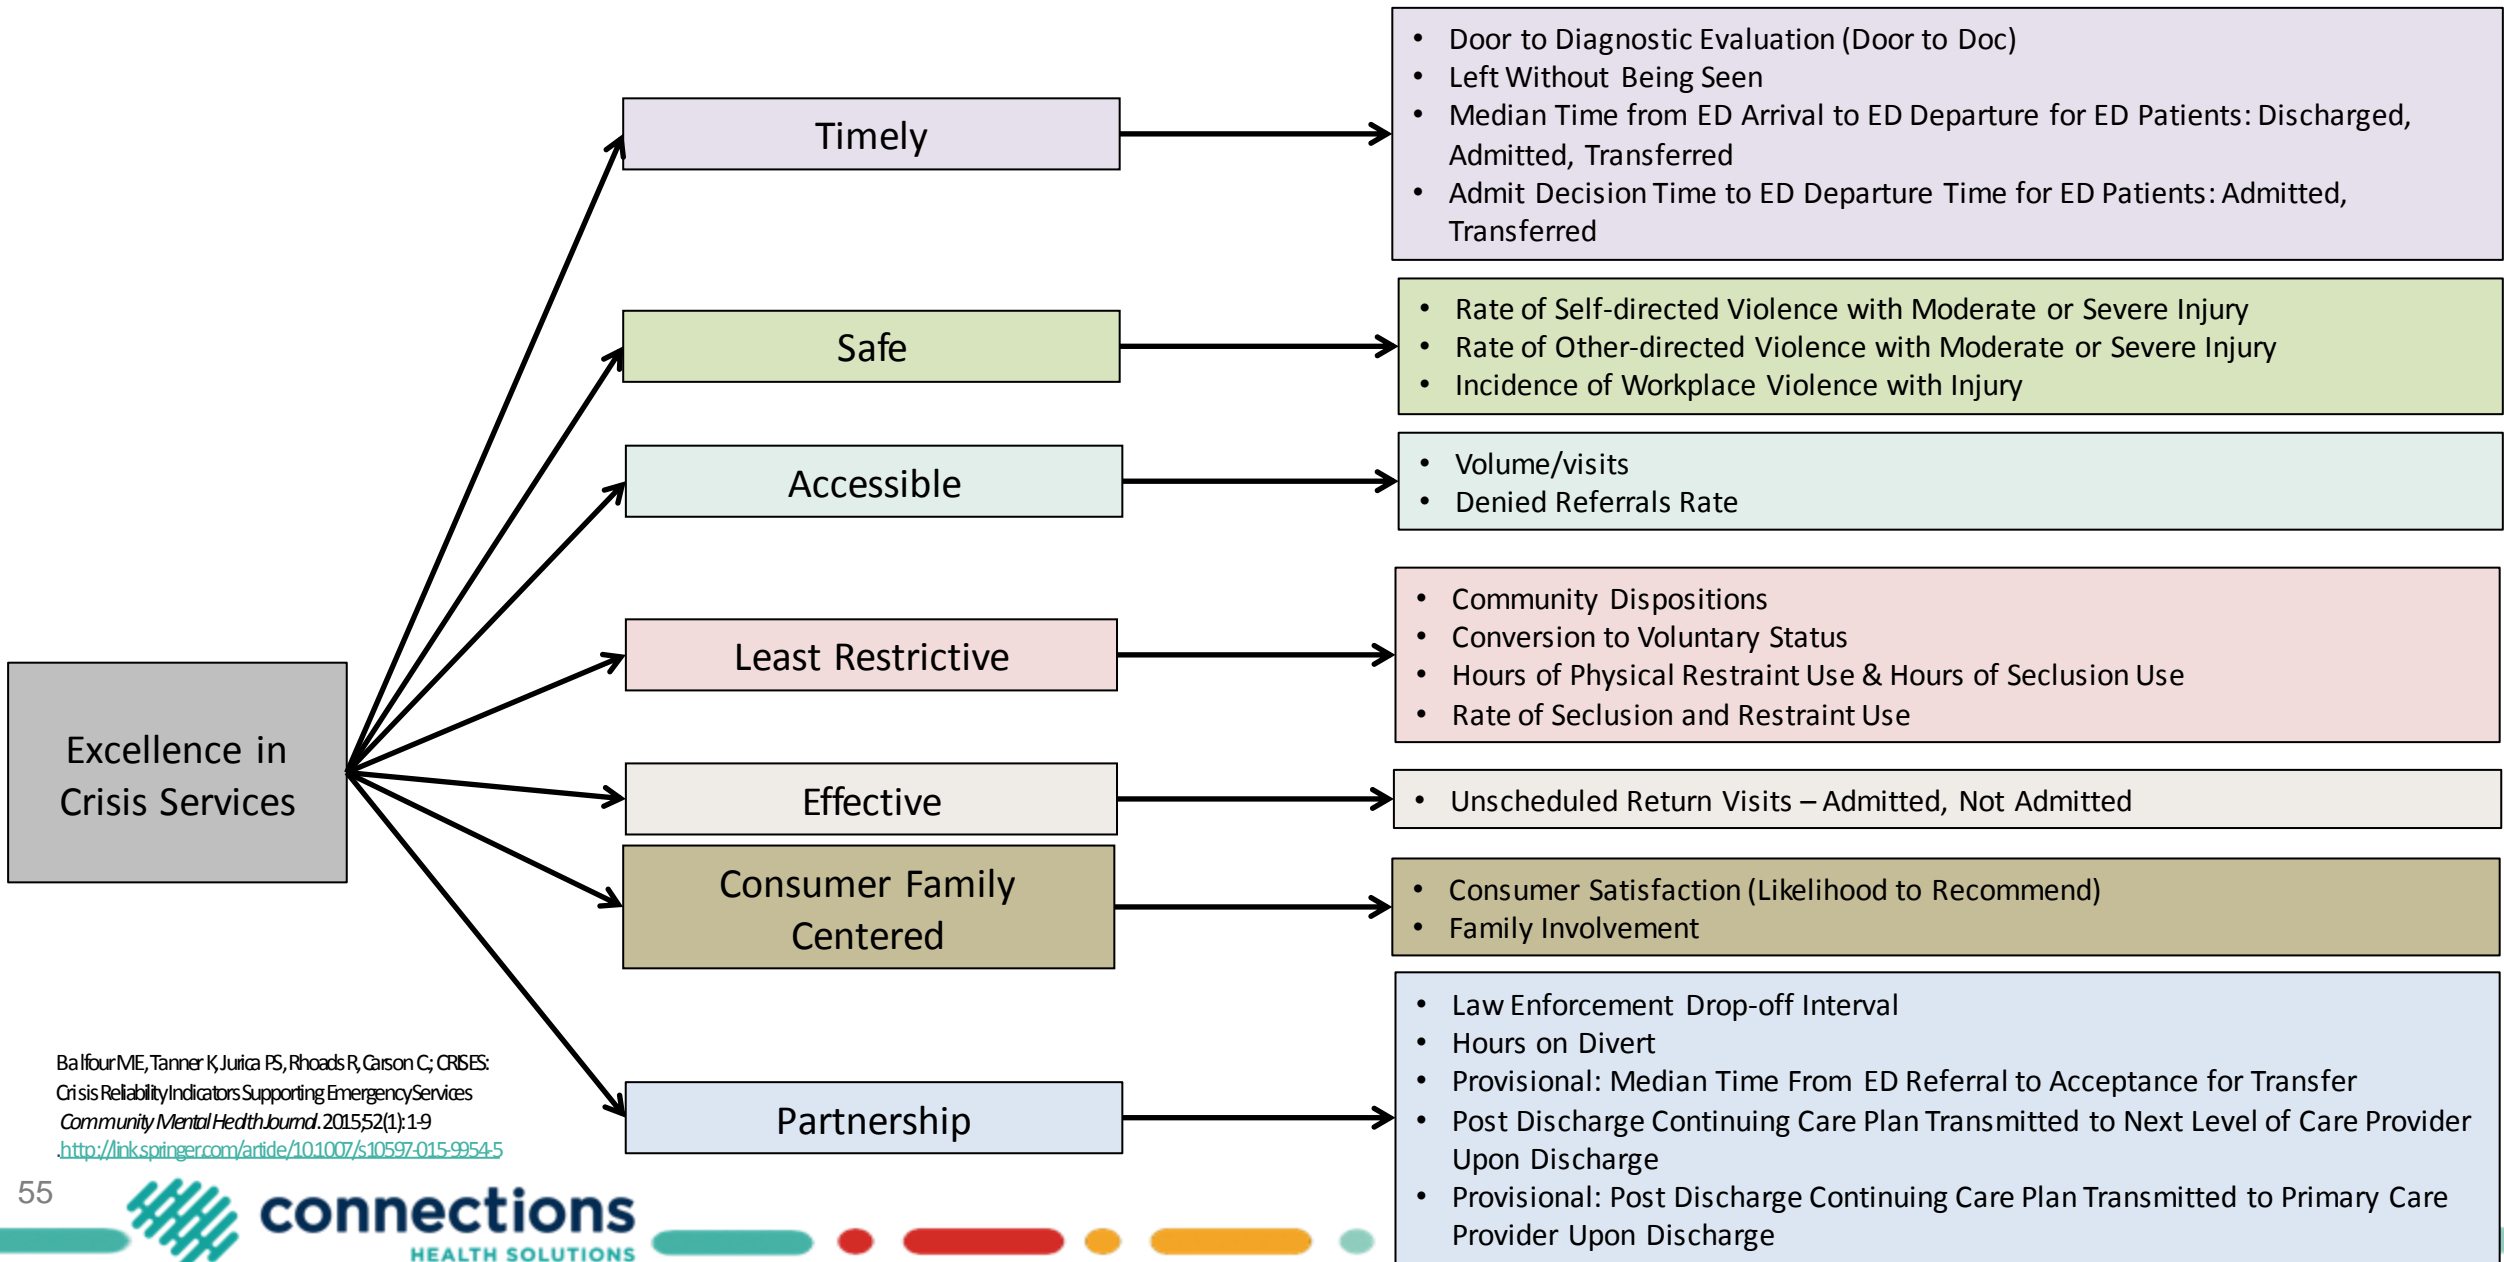 Excellence in
Crisis Services
Timely
• Door to Diagnostic Evaluation (Door to Doc)
• Left Without Being Seen
• Median Time from ED Arrival to ED Departure for ED Patients: Discharged,
Admitted, Transferred
• Admit Decision Time to ED Departure Time for ED Patients: Admitted,
Transferred
Safe
• Rate of Self-directed Violence with Moderate or Severe Injury
• Rate of Other-directed Violence with Moderate or Severe Injury
• Incidence of Workplace Violence with Injury
Accessible
• Volume/visits
• Denied Referrals Rate
Least Restrictive
• Community Dispositions
• Conversion to Voluntary Status
• Hours of Physical Restraint Use & Hours of Seclusion Use
• Rate of Seclusion and Restraint Use
Effective
• Unscheduled Return Visits – Admitted, Not Admitted
Consumer Family
Centered
• Consumer Satisfaction (Likelihood to Recommend)
• Family Involvement
Partnership
• Law Enforcement Drop-off Interval
• Hours on Divert
• Provisional: Median Time From ED Referral to Acceptance for Transfer
• Post Discharge Continuing Care Plan Transmitted to Next Level of Care Provider
Upon Discharge
• Provisional: Post Discharge Continuing Care Plan Transmitted to Primary Care
Provider Upon Discharge
Balfour ME, Tanner K, Jurica PS, Rhoads R, Carson C; CRISES:
Crisis Reliability Indicators Supporting Emergency Services
Community Mental Health Journal. 2015;52(1): 1-9
.http://link.springer.com/article/10.1007/s10597-015-9954-5
55
connections
HEALTH SOLUTIONS